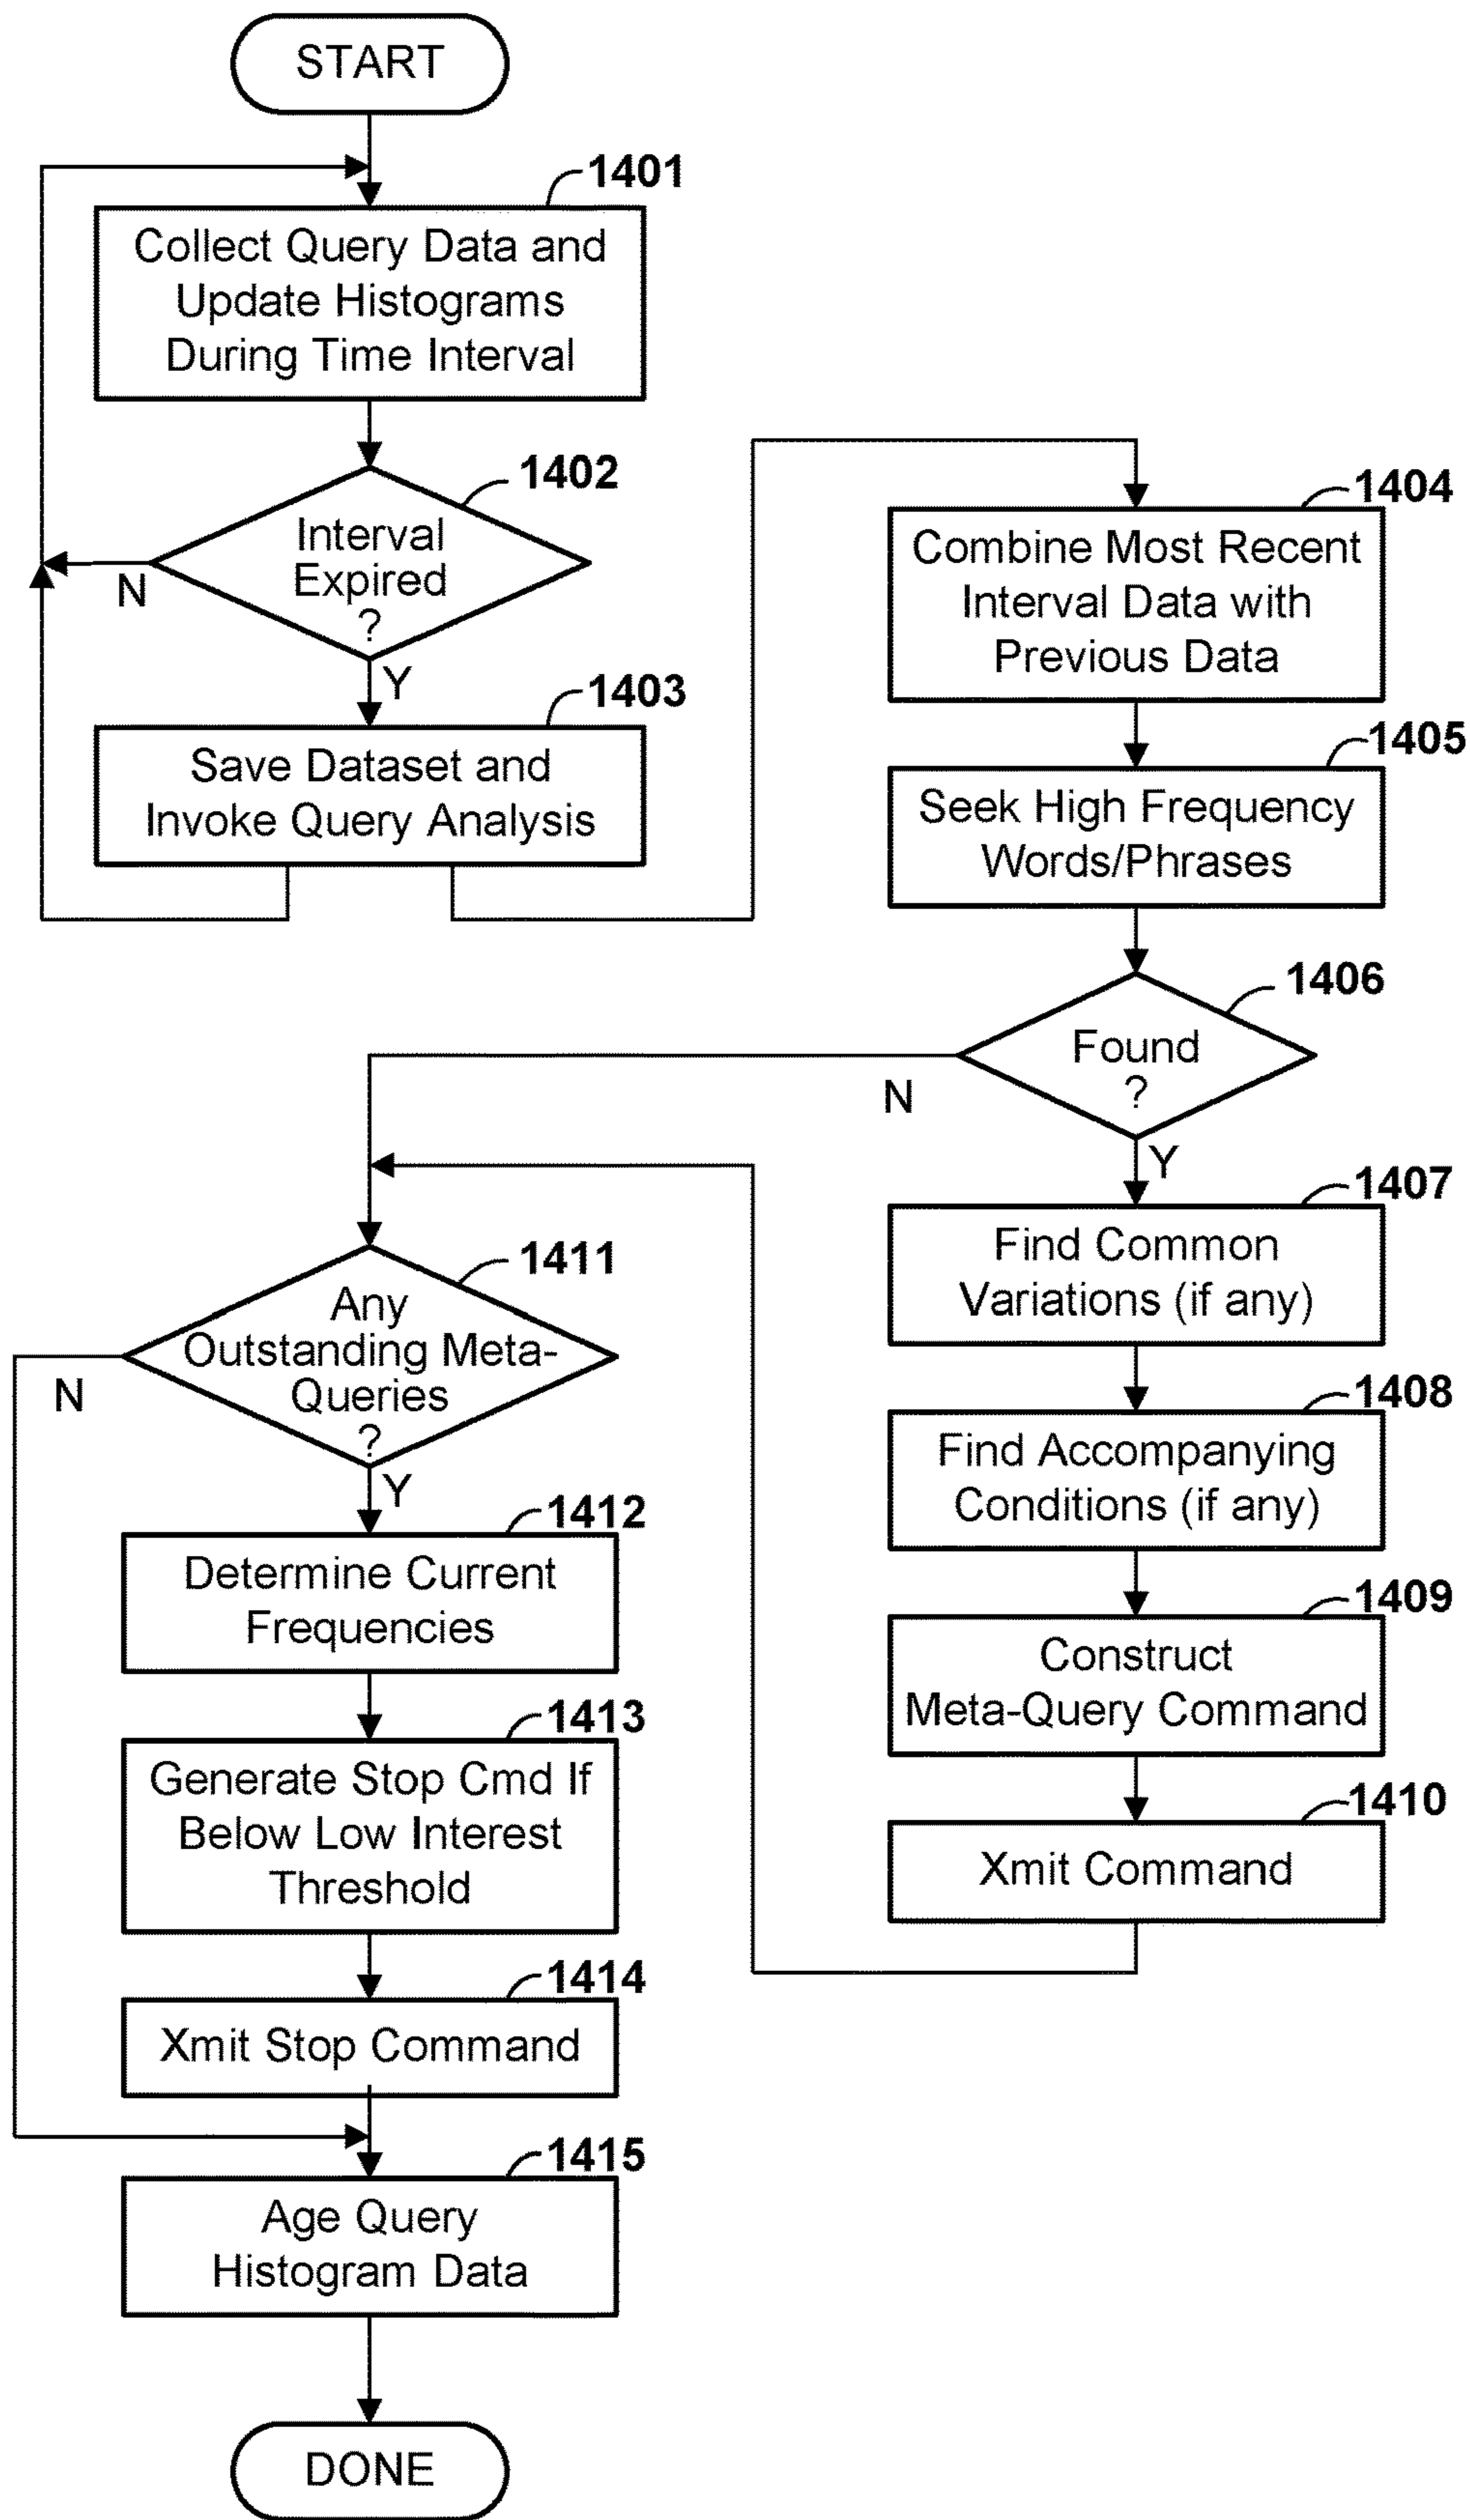 START
1401
Collect Query Data and
Update Histograms
During Time Interval
1402
Interval
Expired
?
N
Y
1403
Save Dataset and
Invoke Query Analysis
1404
Combine Most Recent
Interval Data with
Previous Data
1405
Seek High Frequency
Words/Phrases
1406
Found
?
N
Y
1407
Find Common
Variations (if any)
1408
Find Accompanying
Conditions (if any)
1409
Construct
Meta-Query Command
1410
Xmit Command
1411
Any
Outstanding Meta-
Queries
?
N
Y
1412
Determine Current
Frequencies
1413
Generate Stop Cmd If
Below Low Interest
Threshold
1414
Xmit Stop Command
1415
Age Query
Histogram Data
DONE